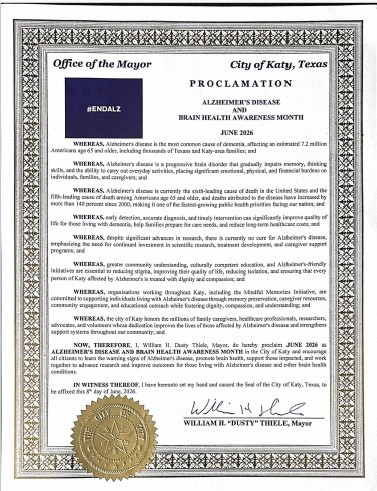 Office of the Mayor City of Katy, Texas
#ENDALZ
PROCLAMATION
ALZHEIMER'S DISEASE
AND
BRAIN HEALTH AWARENESS MONTH
JUNE 2026
WHEREAS, Alzheimer's disease is the most common cause of dementia, affecting an estimated 7.2 million
Americans age 65 and older, including thousands of Texans and Katy-area families; and
WHEREAS, Alzheimer's disease is a progressive brain disorder that gradually impairs memory, thinking
skills, and the ability to carry out everyday activities, placing significant emotional, physical, and financial burdens on
individuals, families, and caregivers; and
WHEREAS, Alzheimer's disease is currently the sixth-leading cause of death in the United States and the
fifth-leading cause of death among Americans age 65 and older, and deaths attributed to the disease have increased by
more than 140 percent since 2000, making it one of the fastest-growing public health priorities facing our nation; and
WHEREAS, early detection, accurate diagnosis, and timely intervention can significantly improve quality of
life for those living with dementia, help families prepare for care needs, and reduce long-term healthcare costs; and
WHEREAS, despite significant advances in research, there is currently no cure for Alzheimer's disease,
emphasizing the need for continued investment in scientific research, treatment development, and caregiver support
programs; and
WHEREAS, greater community understanding, culturally competent education, and Alzheimer's-friendly
initiatives are essential to reducing stigma, improving quality of life, reducing isolation, and ensuring that every
person of Katy affected by Alzheimer's is treated with dignity and compassion; and
WHEREAS, organizations working throughout Katy, including the Mindful Memories Initiative, are
committed to supporting individuals living with Alzheimer's disease through memory preservation, caregiver resources,
community engagement, and educational outreach while fostering dignity, compassion, and understanding; and
WHEREAS, the city of Katy honors the millions of family caregivers, healthcare professionals, researchers,
advocates, and volunteers whose dedication improves the lives of those affected by Alzheimer's disease and strengthens
support systems throughout our community; and
NOW, THEREFORE, I, William H. Dusty Thiele, Mayor, do hereby proclaim JUNE 2026 as
ALZHEIMER'S DISEASE AND BRAIN HEALTH AWARENESS MONTH in the City of Katy and encourage
all citizens to learn the warning signs of Alzheimer's disease, promote brain health, support those impacted, and work
together to advance research and improve outcomes for those living with Alzheimer's disease and other brain health
conditions.
IN WITNESS THEREOF, I have hereunto set my hand and caused the Seal of the City of Katy, Texas, to
be affixed this 8th day of June, 2026.
WILLIAM H. "DUSTY" THIELE, Mayor